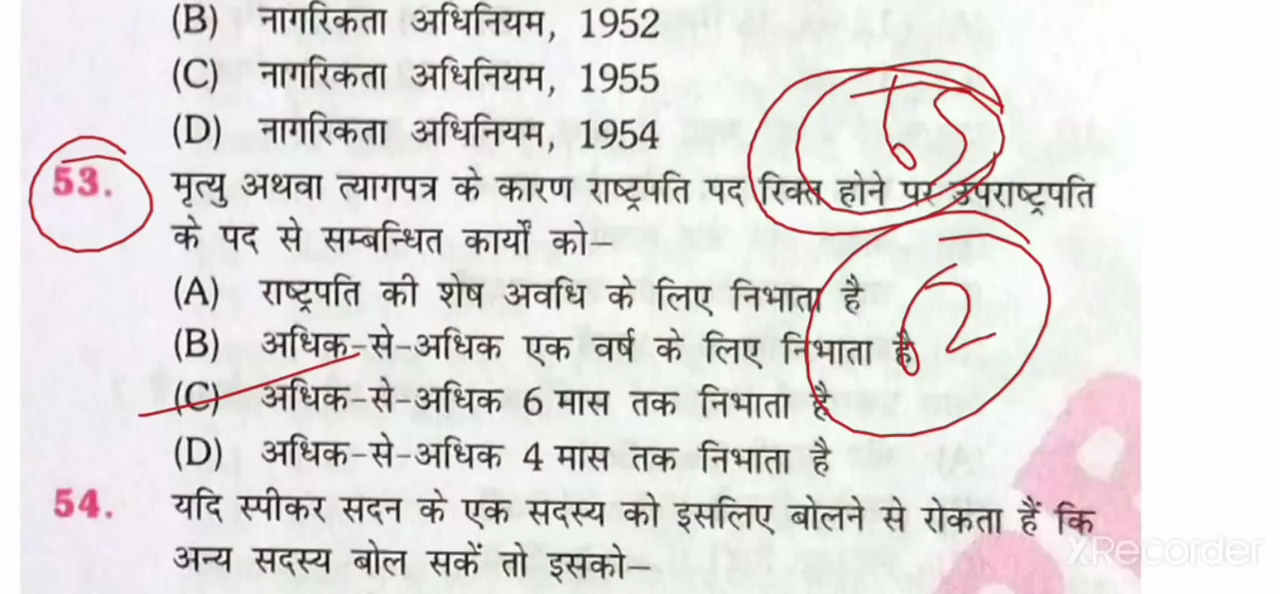 (B) नागरिकता अधिनियम, 1952
(C) नागरिकता अधिनियम, 1955
(D) नागरिकता अधिनियम, 1954
53. मृत्यु अथवा त्यागपत्र के कारण राष्ट्रपति पद रिक्त होने पर उपराष्ट्रपति
के पद से सम्बन्धित कार्यों को–
(A) राष्ट्रपति की शेष अवधि के लिए निभाता है
(B) अधिक-से-अधिक एक वर्ष के लिए निभाता है
(C) अधिक-से-अधिक 6 मास तक निभाता है
(D) अधिक-से-अधिक 4 मास तक निभाता है
54. यदि स्पीकर सदन के एक सदस्य को इसलिए बोलने से रोकता हैं कि
अन्य सदस्य बोल सकें तो इसको–
XRecorder